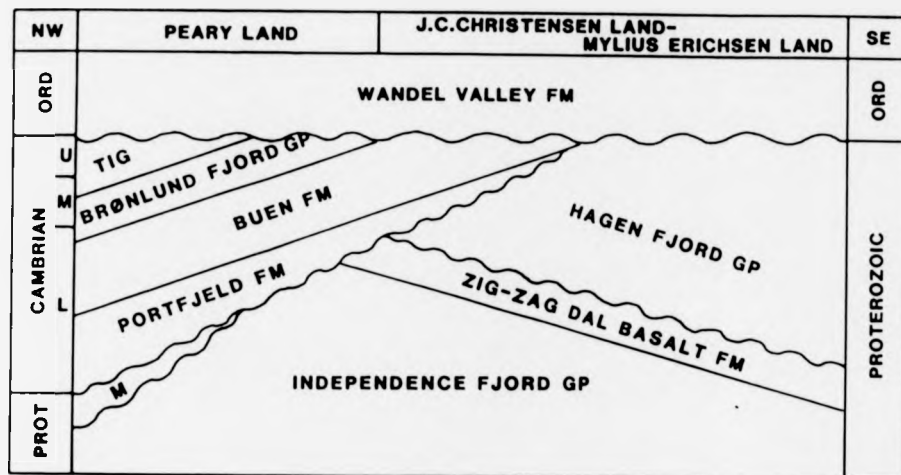 NW
PEARY LAND
J.C.CHRISTENSEN LAND-
MYLIUS ERICHSEN LAND
SE
ORD
WANDEL VALLEY FM
ORD
CAMBRIAN
U
M
L
TIG
BRØNLUND FJORD GP
BUEN FM
PORTFJELD FM
HAGEN FJORD GP
ZIG-ZAG DAL BASALT FM
PROTEROZOIC
M
INDEPENDENCE FJORD GP
PROT